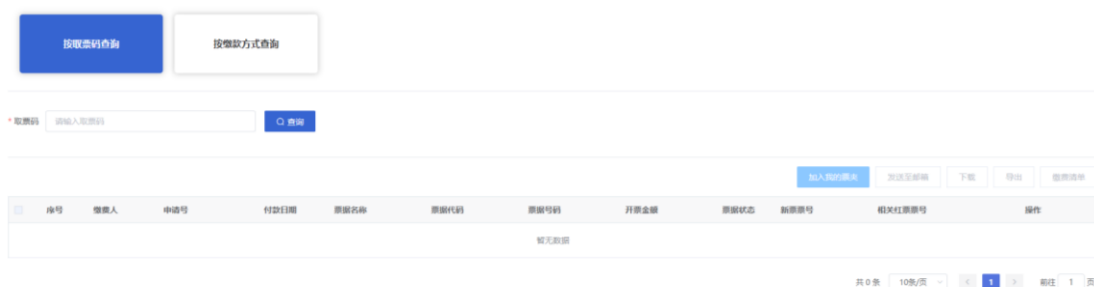 按取票码查询 按缴款方式查询
* 取票码 请输入取票码 查询
加入我的票夹 发送至邮箱 下载 导出 缴费清单
序号 缴费人 申请号 付款日期 票据名称 票据代码 票据号码 开票金额 票据状态 新票票号 相关红票票号 操作
暂无数据
共 0 条 10条/页 < 1 > 前往 1 页